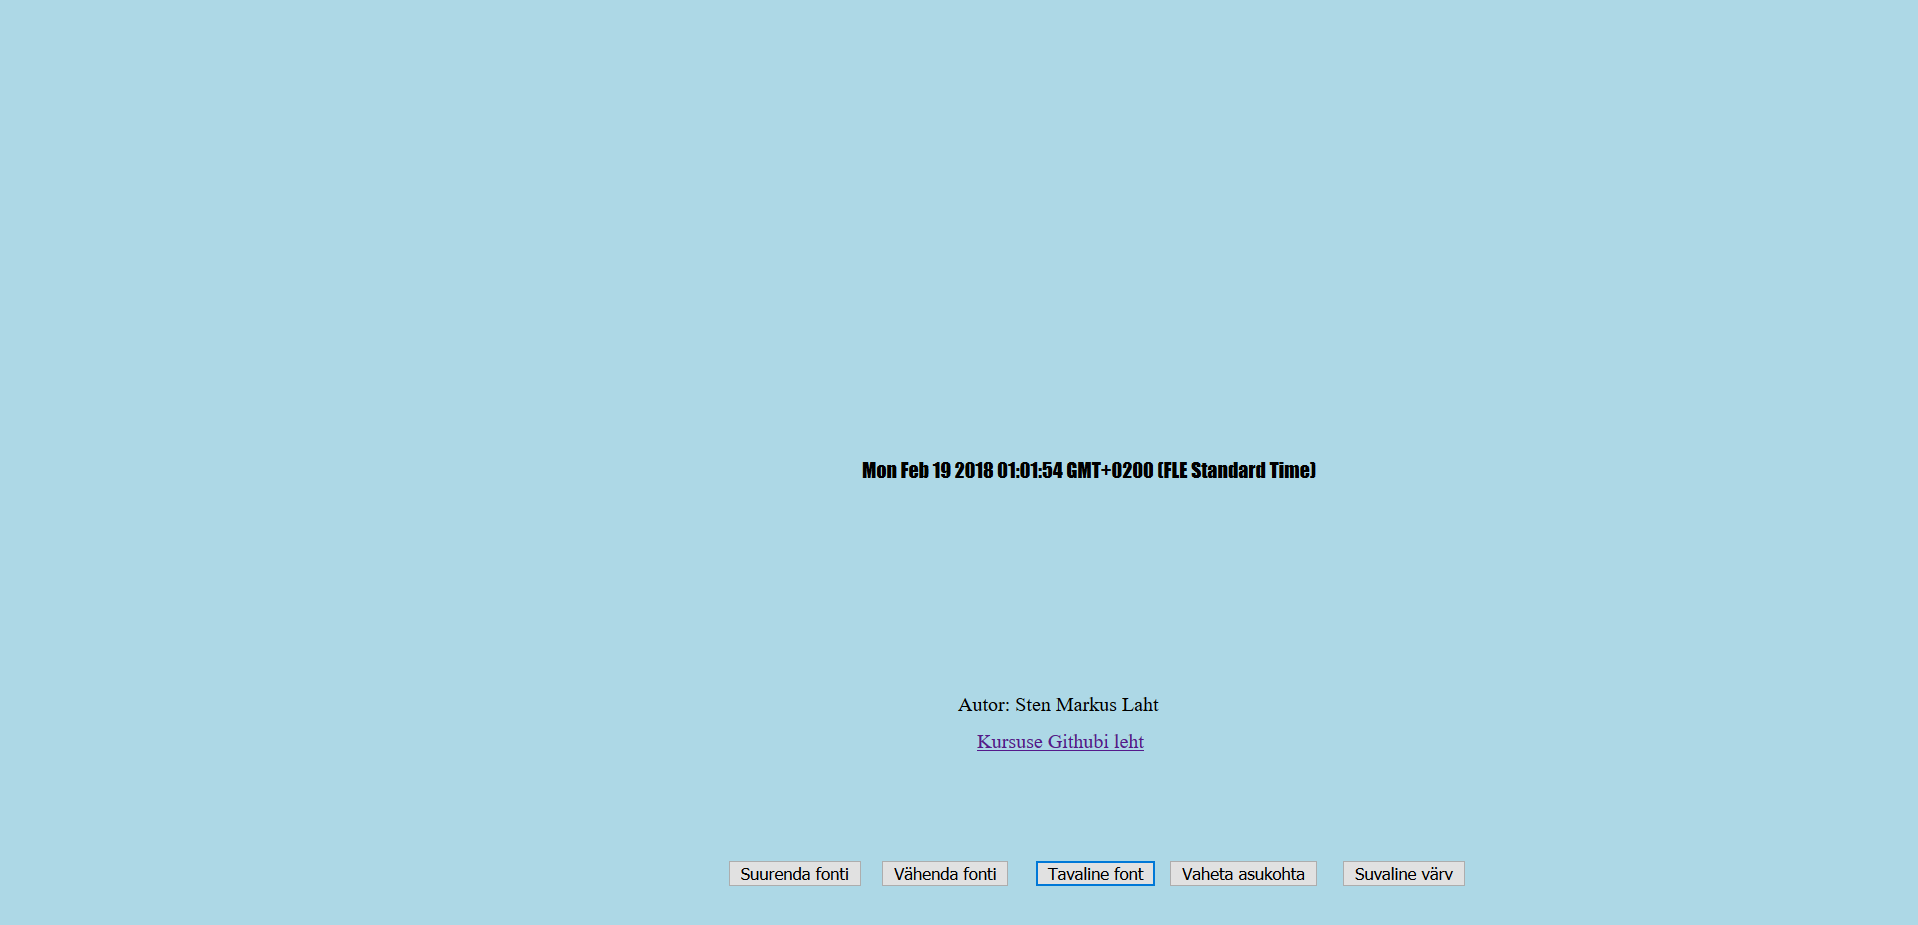 Mon Feb 19 2018 01:01:54 GMT+0200 (FLE Standard Time)
Autor: Sten Markus Laht
Kursuse Githubi leht
Suurenda fonti Vähenda fonti Tavaline font Vaheta asukohta Suvaline värv